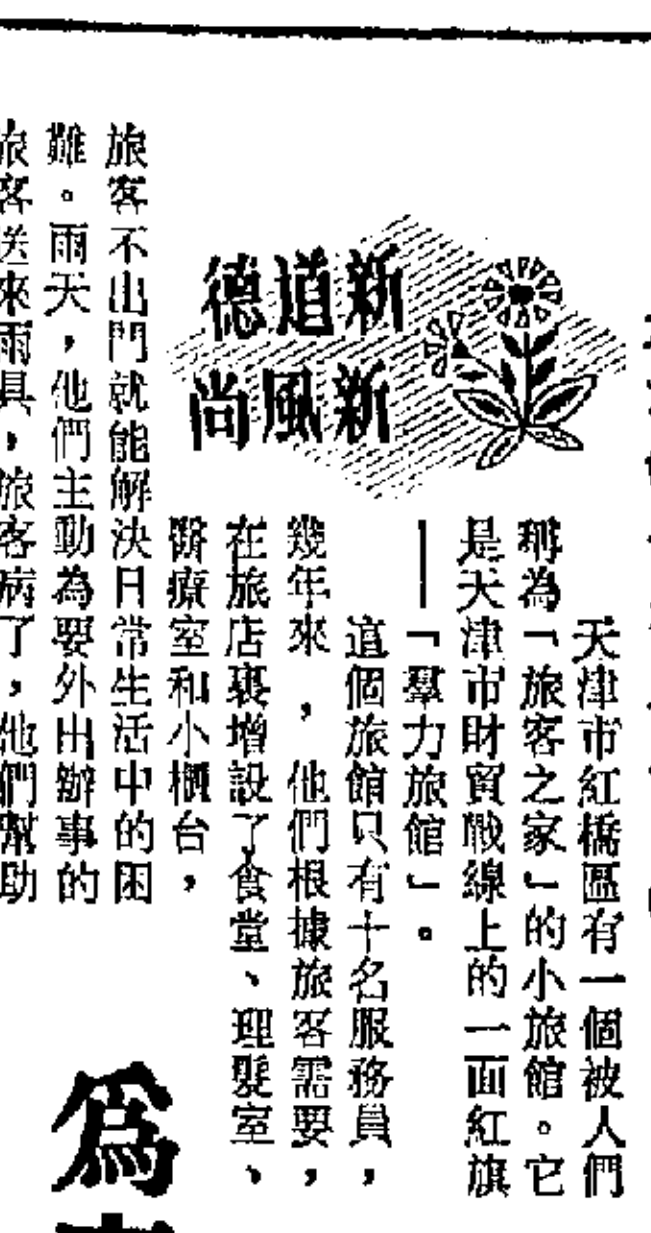 新道德
新風尚
天津市紅橋區有一個被人們
稱為「旅客之家」的小旅館。它
是天津市財貿戰線上的一面紅旗
——「羣力旅館」。
這個旅館只有十名服務員，
幾年來，他們根據旅客需要，
在旅店裏增設了食堂、理髮室、
醫療室和小櫃台，
旅客不出門就能解決日常生活中的困
難。雨天，他們主動為要外出辦事的
旅客送來雨具，旅客病了，他們幫助
為